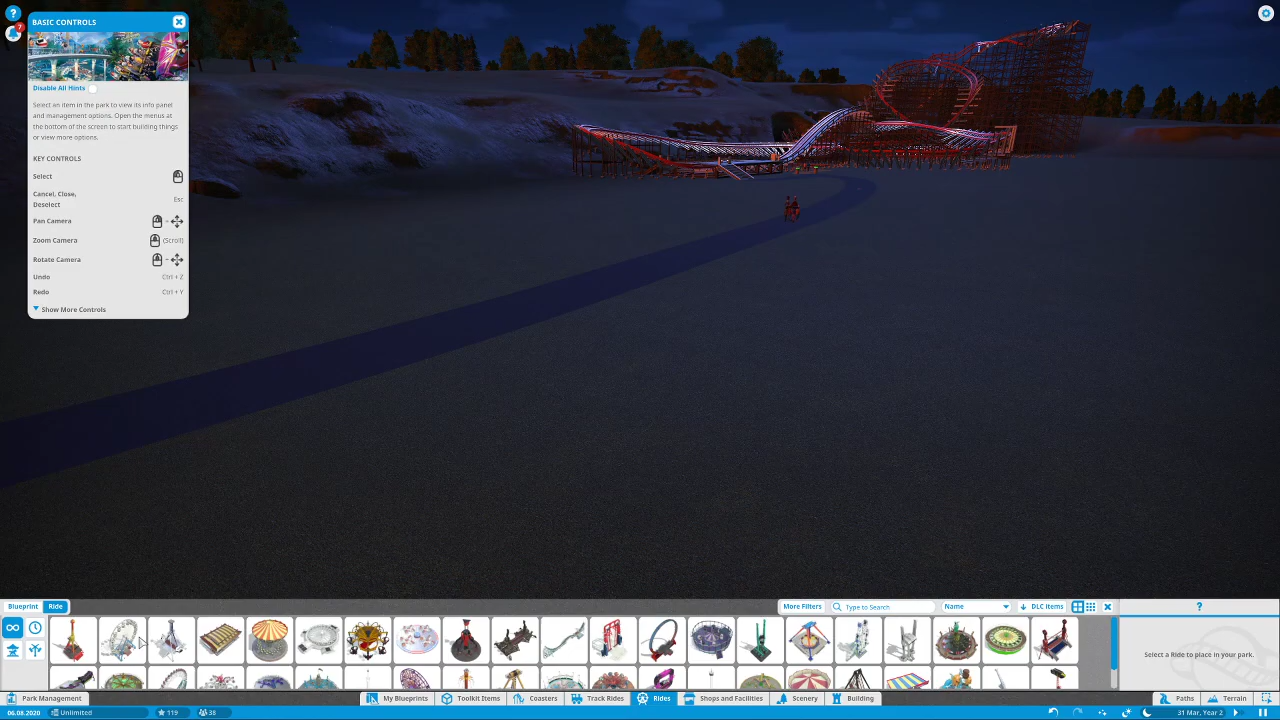 ?
7
BASIC CONTROLS
Disable All Hints
Select an item in the park to view its info panel
and management options. Open the menus at
the bottom of the screen to start building things
or view more options.
KEY CONTROLS
Select
Cancel, Close,
Deselect
Esc
Pan Camera
+
Zoom Camera
(Scroll)
Rotate Camera
+
Undo
Ctrl + Z
Redo
Ctrl + Y
Show More Controls
Blueprint Ride
More Filters
Type to Search
Name
DLC Items
?
Select a Ride to place in your park.
Park Management
My Blueprints
Toolkit Items
Coasters
Track Rides
Rides
Shops and Facilities
Scenery
Building
Paths
Terrain
06.08.2020
Unlimited
119
38
31 Mar, Year 2